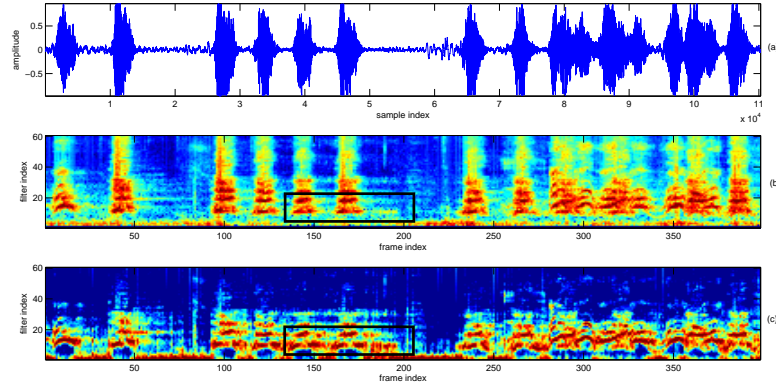 amplitude
0.5
0
−0.5
1 2 3 4 5 6 7 8 9 10 11
x 10^4
sample index
(a
filter index
60
40
20
50 100 150 200 250 300 350
frame index
(b
filter index
60
40
20
50 100 150 200 250 300 350
frame index
(c)